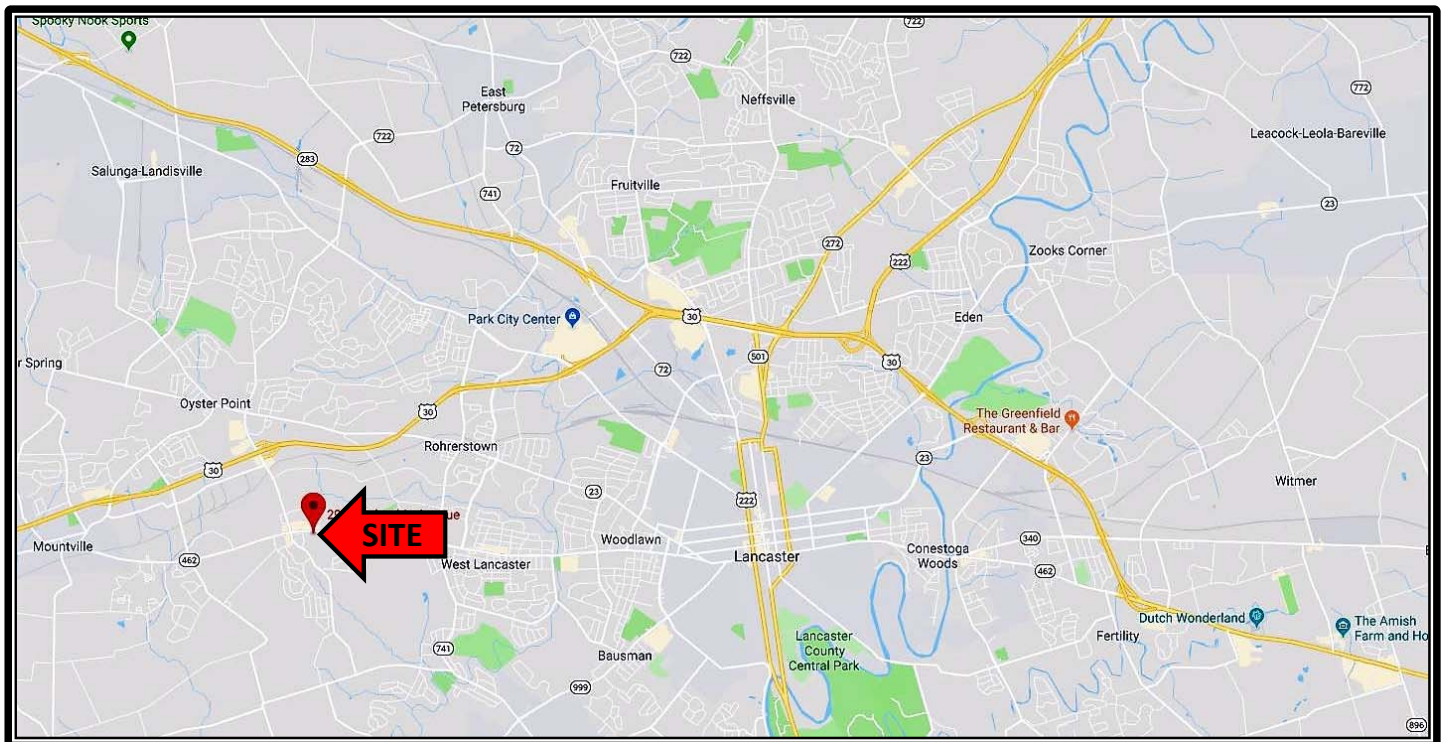 Spooky Nook Sports
722
722
East
Petersburg
Neffsville
772
722
Leacock-Leola-Bareville
72
283
Salunga-Landisville
741
Fruitville
23
272
Zooks Corner
222
Park City Center
30
Eden
501
30
r Spring
72
Oyster Point
30
The Greenfield
Restaurant & Bar
Rohrerstown
23
30
Witmer
23
222
SITE
Woodlawn
340
Mountville
Lancaster
Conestoga
Woods
462
West Lancaster
462
Dutch Wonderland
The Amish
Farm and Ho
Lancaster
County
Central Park
Fertility
741
Bausman
999
896